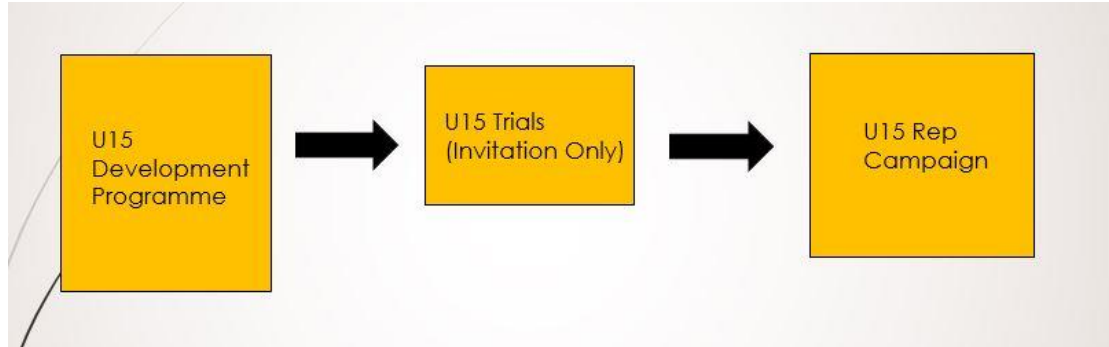 U15
Development
Programme
U15 Trials
(Invitation Only)
U15 Rep
Campaign